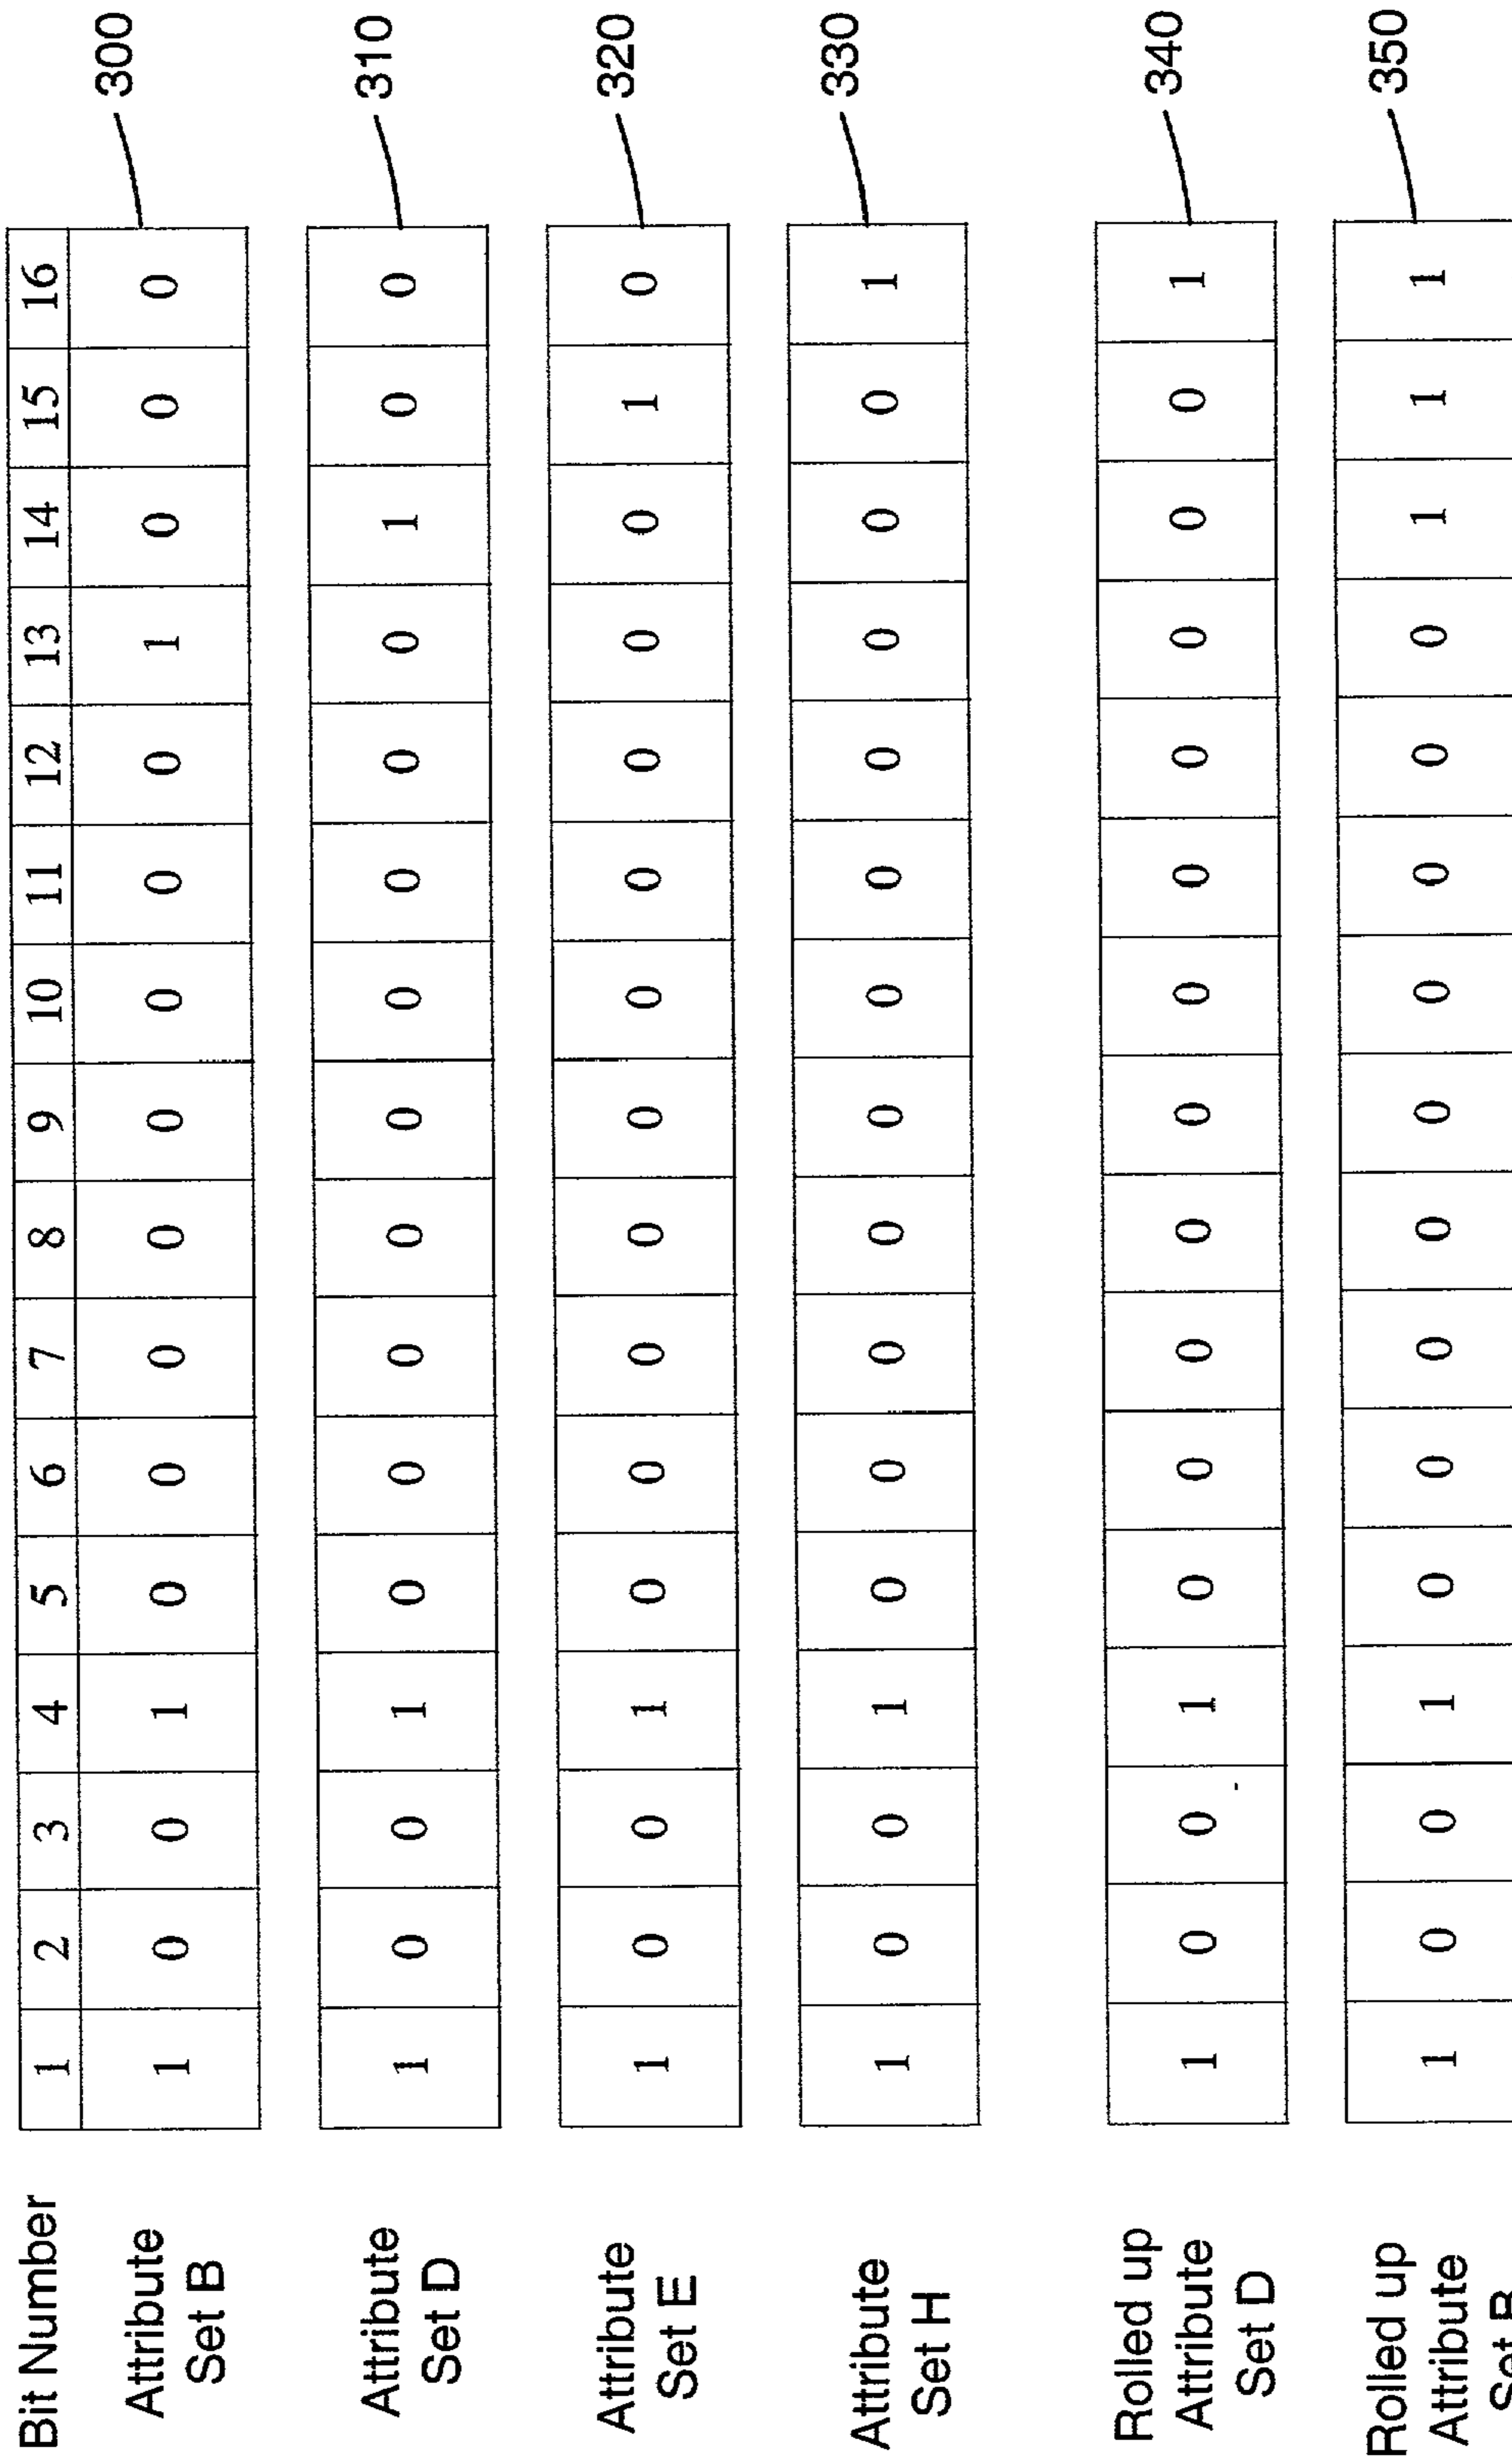 Bit Number 1 2 3 4 5 6 7 8 9 10 11 12 13 14 15 16
Attribute
Set B
1 0 0 1 0 0 0 0 0 0 0 0 1 0 0 0
300
Attribute
Set D
1 0 0 1 0 0 0 0 0 0 0 0 0 1 0 0
310
Attribute
Set E
1 0 0 1 0 0 0 0 0 0 0 0 0 0 1 0
320
Attribute
Set H
1 0 0 1 0 0 0 0 0 0 0 0 0 0 0 1
330
Rolled up
Attribute
Set D
1 0 0 1 0 0 0 0 0 0 0 0 0 0 0 1
340
Rolled up
Attribute
Set B
1 0 0 1 0 0 0 0 0 0 0 0 0 1 1 1
350